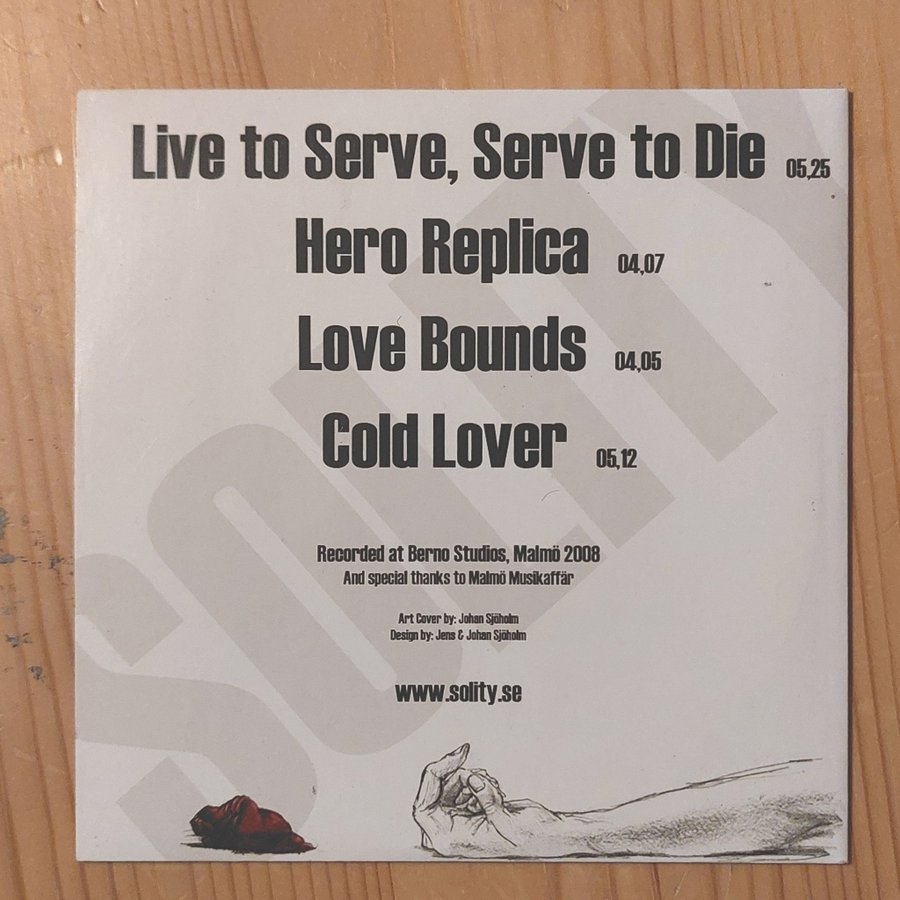 Live to Serve, Serve to Die 05,25
Hero Replica 04,07
Love Bounds 04,05
Cold Lover 05,12
Recorded at Berno Studios, Malmö 2008
And special thanks to Malmö Musikaffär
Art Cover by: Johan Sjöholm
Design by: Jens & Johan Sjöholm
www.solity.se
SOLITY